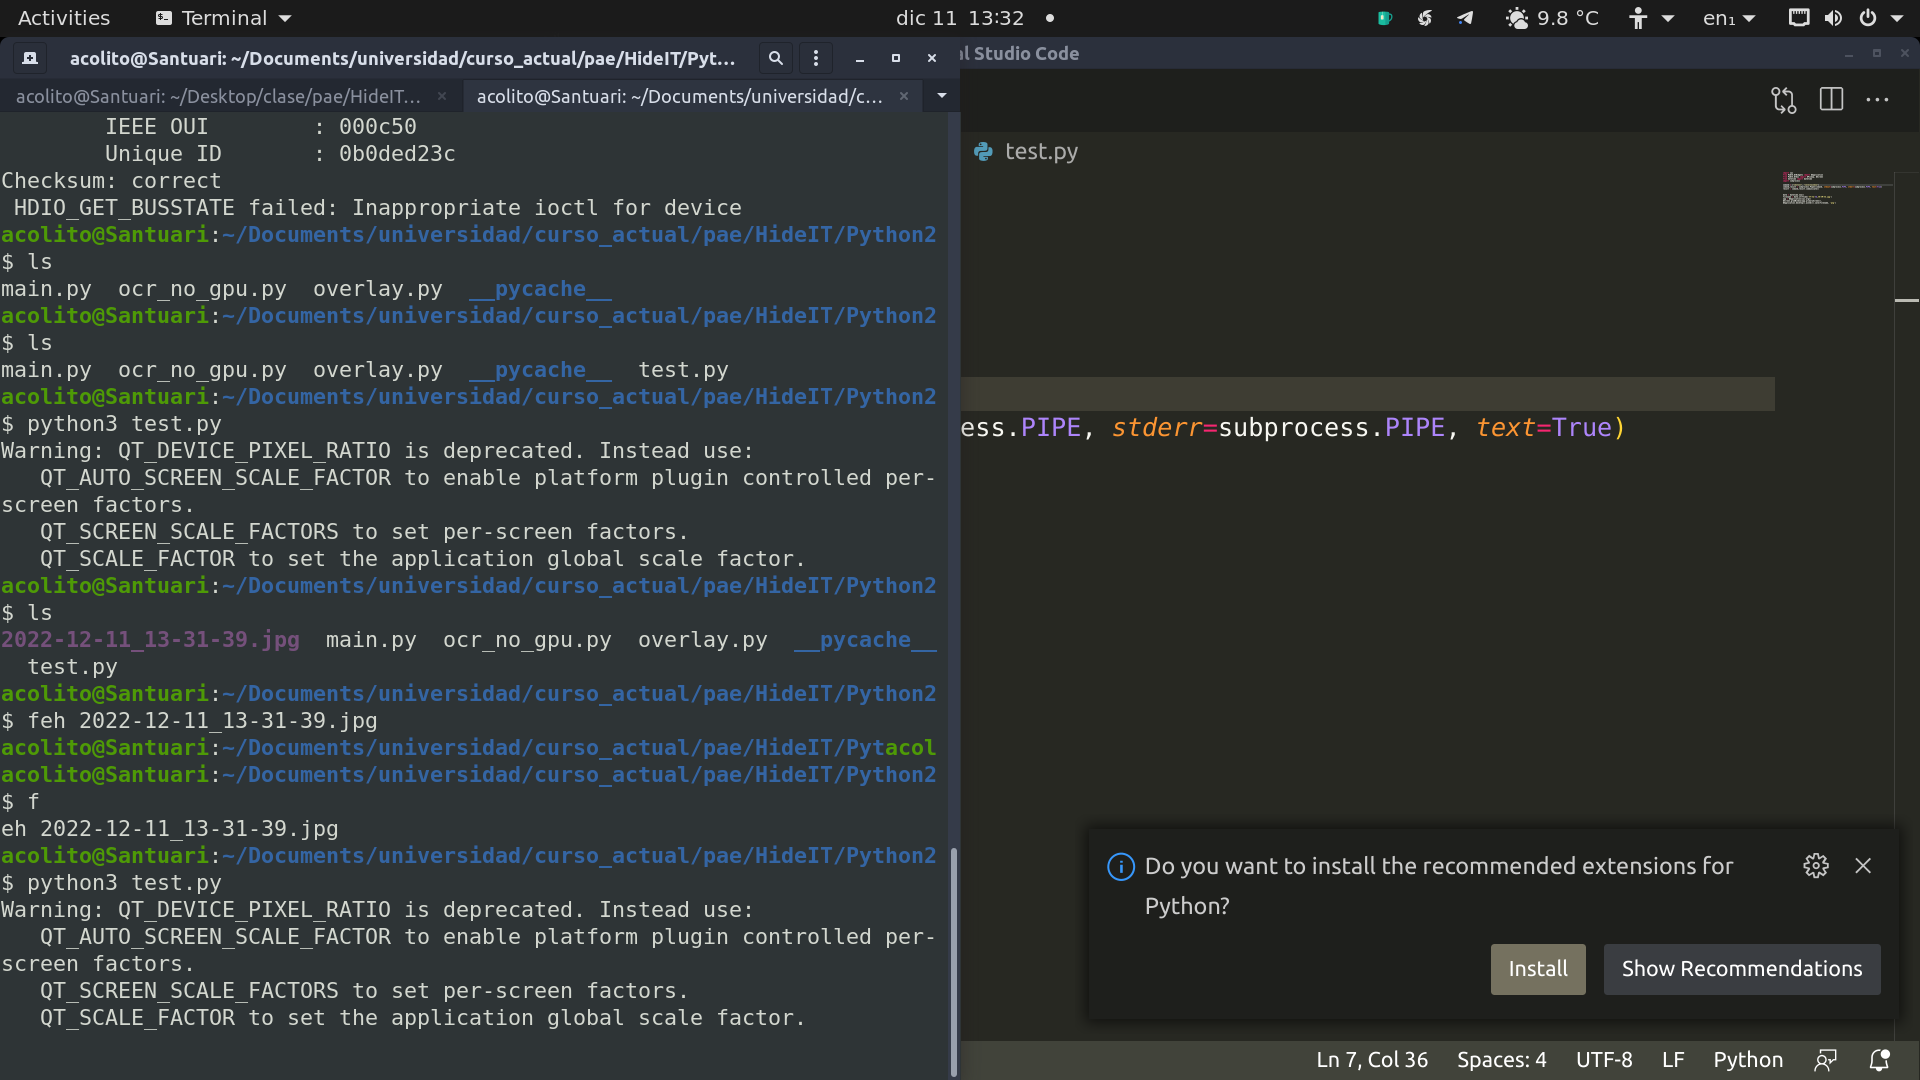 Activities
Terminal
dic 11 13:32
9.8 °C
en₁
acolito@Santuari: ~/Documents/universidad/curso_actual/pae/HideIT/Pyt...
acolito@Santuari: ~/Desktop/clase/pae/HideIT...
acolito@Santuari: ~/Documents/universidad/c...
        IEEE OUI        : 000c50
        Unique ID       : 0b0ded23c
Checksum: correct
 HDIO_GET_BUSSTATE failed: Inappropriate ioctl for device
acolito@Santuari:~/Documents/universidad/curso_actual/pae/HideIT/Python2
$ ls
main.py  ocr_no_gpu.py  overlay.py  __pycache__
acolito@Santuari:~/Documents/universidad/curso_actual/pae/HideIT/Python2
$ ls
main.py  ocr_no_gpu.py  overlay.py  __pycache__  test.py
acolito@Santuari:~/Documents/universidad/curso_actual/pae/HideIT/Python2
$ python3 test.py
Warning: QT_DEVICE_PIXEL_RATIO is deprecated. Instead use:
   QT_AUTO_SCREEN_SCALE_FACTOR to enable platform plugin controlled per-
screen factors.
   QT_SCREEN_SCALE_FACTORS to set per-screen factors.
   QT_SCALE_FACTOR to set the application global scale factor.
acolito@Santuari:~/Documents/universidad/curso_actual/pae/HideIT/Python2
$ ls
2022-12-11_13-31-39.jpg  main.py  ocr_no_gpu.py  overlay.py  __pycache__
  test.py
acolito@Santuari:~/Documents/universidad/curso_actual/pae/HideIT/Python2
$ feh 2022-12-11_13-31-39.jpg
acolito@Santuari:~/Documents/universidad/curso_actual/pae/HideIT/Pytacol
acolito@Santuari:~/Documents/universidad/curso_actual/pae/HideIT/Python2
$ f
eh 2022-12-11_13-31-39.jpg
acolito@Santuari:~/Documents/universidad/curso_actual/pae/HideIT/Python2
$ python3 test.py
Warning: QT_DEVICE_PIXEL_RATIO is deprecated. Instead use:
   QT_AUTO_SCREEN_SCALE_FACTOR to enable platform plugin controlled per-
screen factors.
   QT_SCREEN_SCALE_FACTORS to set per-screen factors.
   QT_SCALE_FACTOR to set the application global scale factor.
al Studio Code
test.py
ess.PIPE, stderr=subprocess.PIPE, text=True)
Do you want to install the recommended extensions for
Python?
Install
Show Recommendations
Ln 7, Col 36
Spaces: 4
UTF-8
LF
Python